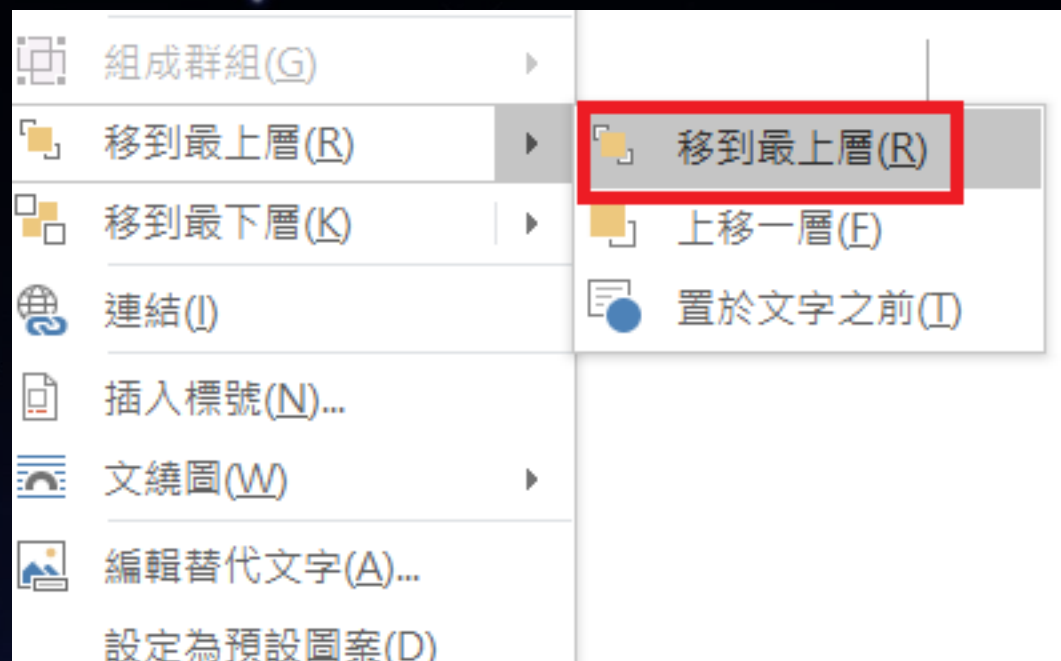 組成群組(G)
移到最上層(R)
移到最下層(K)
連結(I)
插入標號(N)...
文繞圖(W)
編輯替代文字(A)...
設定為預設圖案(D)
移到最上層(R)
上移一層(F)
置於文字之前(T)